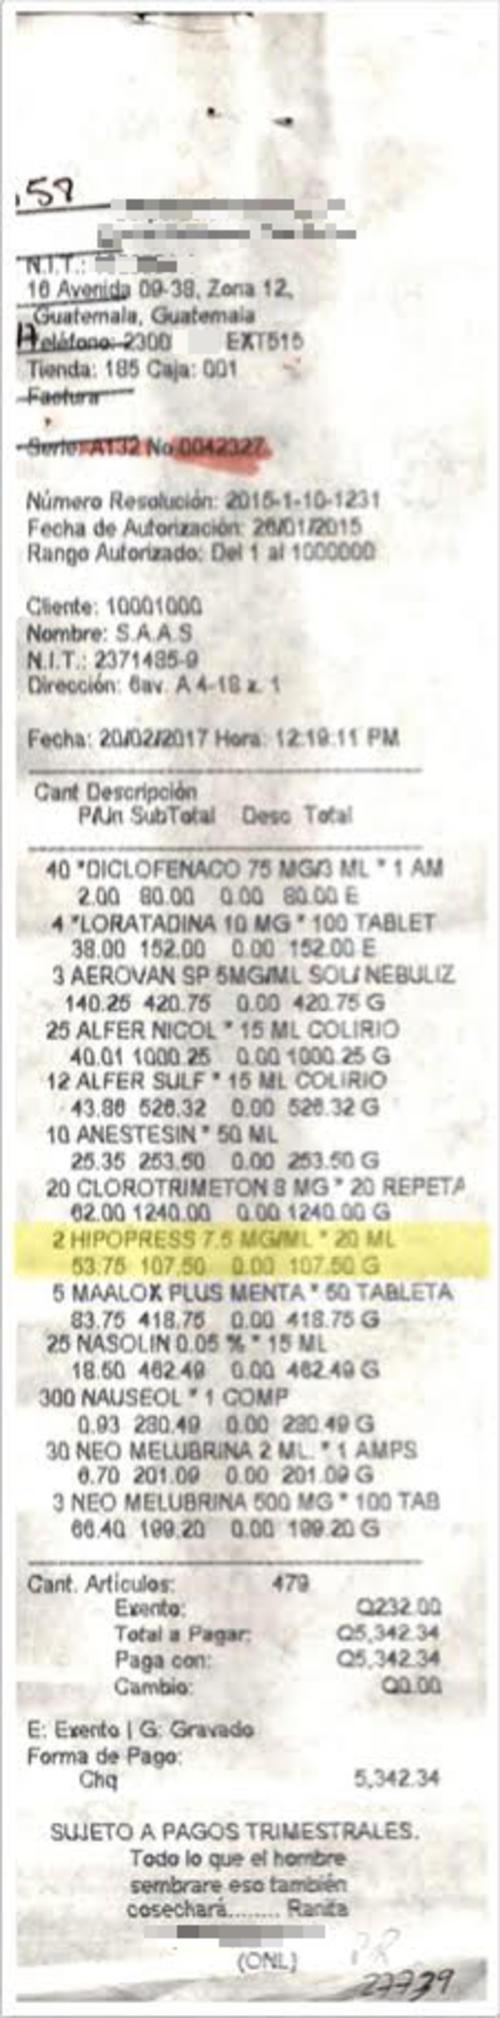 58
N.I.T.:
16 Avenida 09-38, Zona 12,
Guatemala, Guatemala
Teléfono: 2300 EXT515
Tienda: 185 Caja: 001
Factura
Serie: A132 No 0042327
Número Resolución: 2015-1-10-1231
Fecha de Autorización: 26/01/2015
Rango Autorizado: Del 1 al 1000000
Cliente: 10001000
Nombre: S.A.A.S
N.I.T.: 2371485-9
Dirección: 6av. A 4-18 z. 1
Fecha: 20/02/2017 Hora: 12:19:11 PM
Cant Descripción
P/Un SubTotal Desc Total
40 *DICLOFENACO 75 MG/3 ML * 1 AM
2.00 80.00 0.00 80.00 E
4 *LORATADINA 10 MG * 100 TABLET
38.00 152.00 0.00 152.00 E
3 AEROVAN SP 5MG/ML SOL/ NEBULIZ
140.25 420.75 0.00 420.75 G
25 ALFER NICOL * 15 ML COLIRIO
40.01 1000.25 0.00 1000.25 G
12 ALFER SULF * 15 ML COLIRIO
43.86 526.32 0.00 526.32 G
10 ANESTESIN * 50 ML
25.35 253.50 0.00 253.50 G
20 CLOROTRIMETON 8 MG * 20 REPETA
62.00 1240.00 0.00 1240.00 G
2 HIPOPRESS 7.5 MG/ML * 20 ML
53.75 107.50 0.00 107.50 G
5 MAALOX PLUS MENTA * 50 TABLETA
83.75 418.75 0.00 418.75 G
25 NASOLIN 0.05 % * 15 ML
18.50 462.49 0.00 462.49 G
300 NAUSEOL * 1 COMP
0.93 280.49 0.00 280.49 G
30 NEO MELUBRINA 2 ML. * 1 AMPS
6.70 201.09 0.00 201.09 G
3 NEO MELUBRINA 500 MG * 100 TAB
66.40 199.20 0.00 199.20 G
Cant. Articulos: 479
Exento: Q232.00
Total a Pagar: Q5,342.34
Paga con: Q5,342.34
Cambio: Q0.00
E: Exento | G: Gravado
Forma de Pago:
Chq 5,342.34
SUJETO A PAGOS TRIMESTRALES.
Todo lo que el hombre
sembrare eso también
cosechará........ Ranita
(ONL)
27739